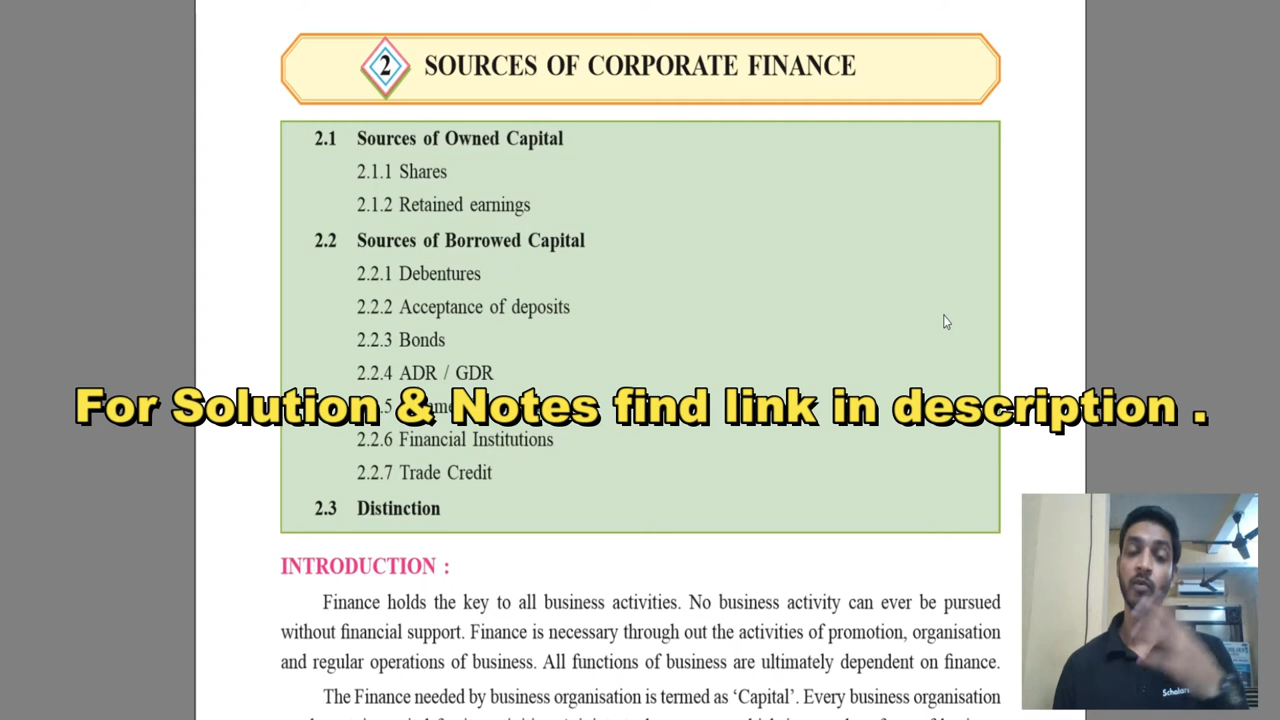 2 SOURCES OF CORPORATE FINANCE
2.1 Sources of Owned Capital
2.1.1 Shares
2.1.2 Retained earnings
2.2 Sources of Borrowed Capital
2.2.1 Debentures
2.2.2 Acceptance of deposits
2.2.3 Bonds
2.2.4 ADR / GDR
For Solution & Notes find link in description .
2.2.6 Financial Institutions
2.2.7 Trade Credit
2.3 Distinction
INTRODUCTION :
Finance holds the key to all business activities. No business activity can ever be pursued
without financial support. Finance is necessary through out the activities of promotion, organisation
and regular operations of business. All functions of business are ultimately dependent on finance.
The Finance needed by business organisation is termed as ‘Capital’. Every business organisation